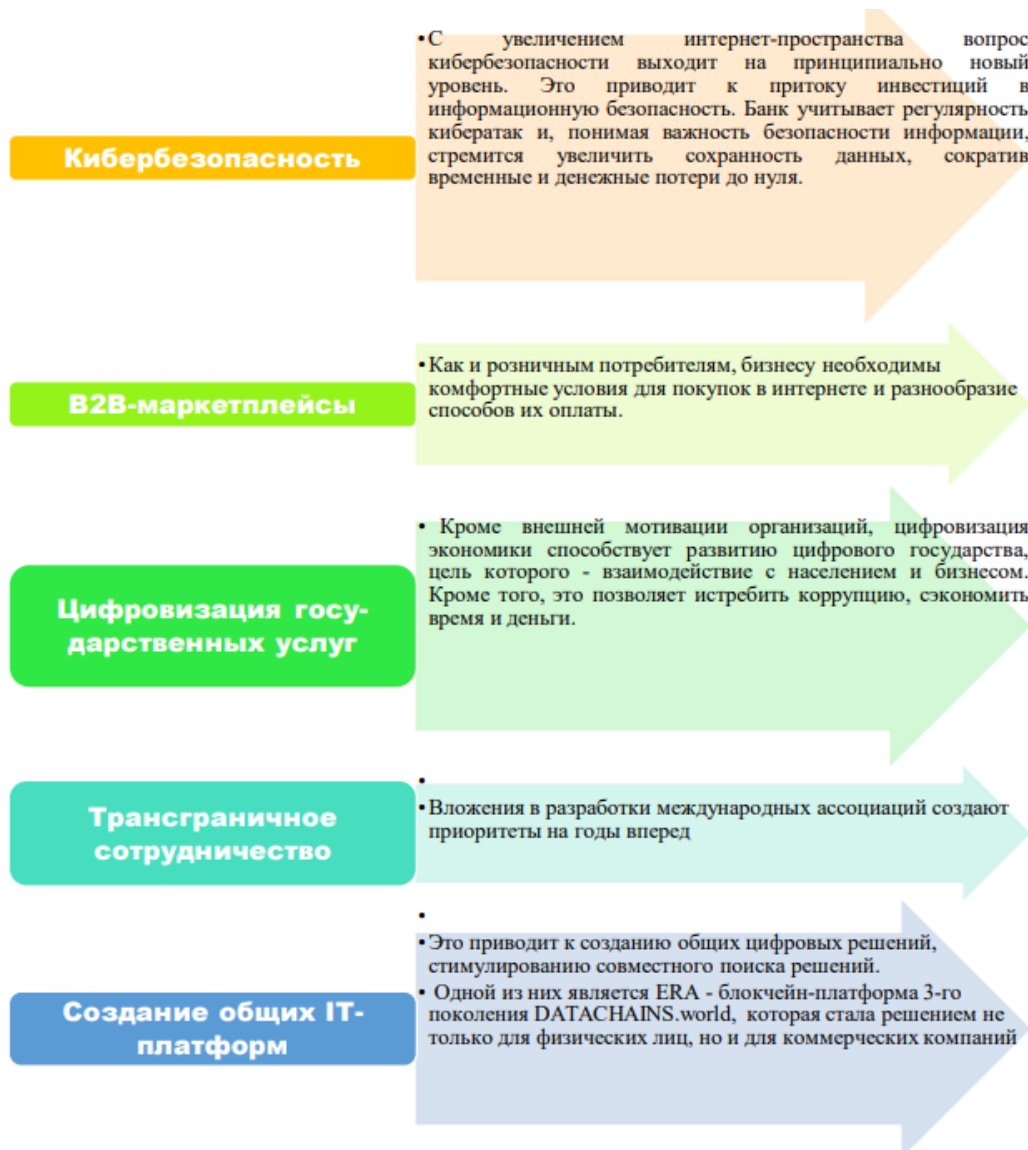 Кибербезопасность
•С увеличением интернет-пространства вопрос
кибербезопасности выходит на принципиально новый
уровень. Это приводит к притоку инвестиций в
информационную безопасность. Банк учитывает регулярность
кибератак и, понимая важность безопасности информации,
стремится увеличить сохранность данных, сократив
временные и денежные потери до нуля.
B2B-маркетплейсы
•Как и розничным потребителям, бизнесу необходимы
комфортные условия для покупок в интернете и разнообразие
способов их оплаты.
Цифровизация госу-
дарственных услуг
• Кроме внешней мотивации организаций, цифровизация
экономики способствует развитию цифрового государства,
цель которого - взаимодействие с населением и бизнесом.
Кроме того, это позволяет истребить коррупцию, сэкономить
время и деньги.
Трансграничное
сотрудничество
•
•Вложения в разработки международных ассоциаций создают
приоритеты на годы вперед
Создание общих IT-
платформ
•
•Это приводит к созданию общих цифровых решений,
стимулированию совместного поиска решений.
• Одной из них является ERA - блокчейн-платформа 3-го
поколения DATACHAINS.world, которая стала решением не
только для физических лиц, но и для коммерческих компаний